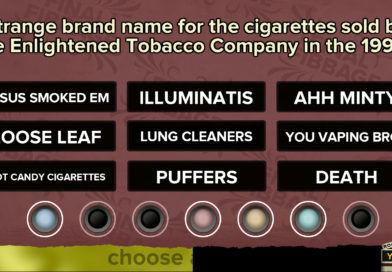 trange brand name for the cigarettes sold b
e Enlightened Tobacco Company in the 199
SUS SMOKED EM
ILLUMINATIS
AHH MINTY
OOSE LEAF
LUNG CLEANERS
YOU VAPING BRO
OT CANDY CIGARETTES
PUFFERS
DEATH
choose a